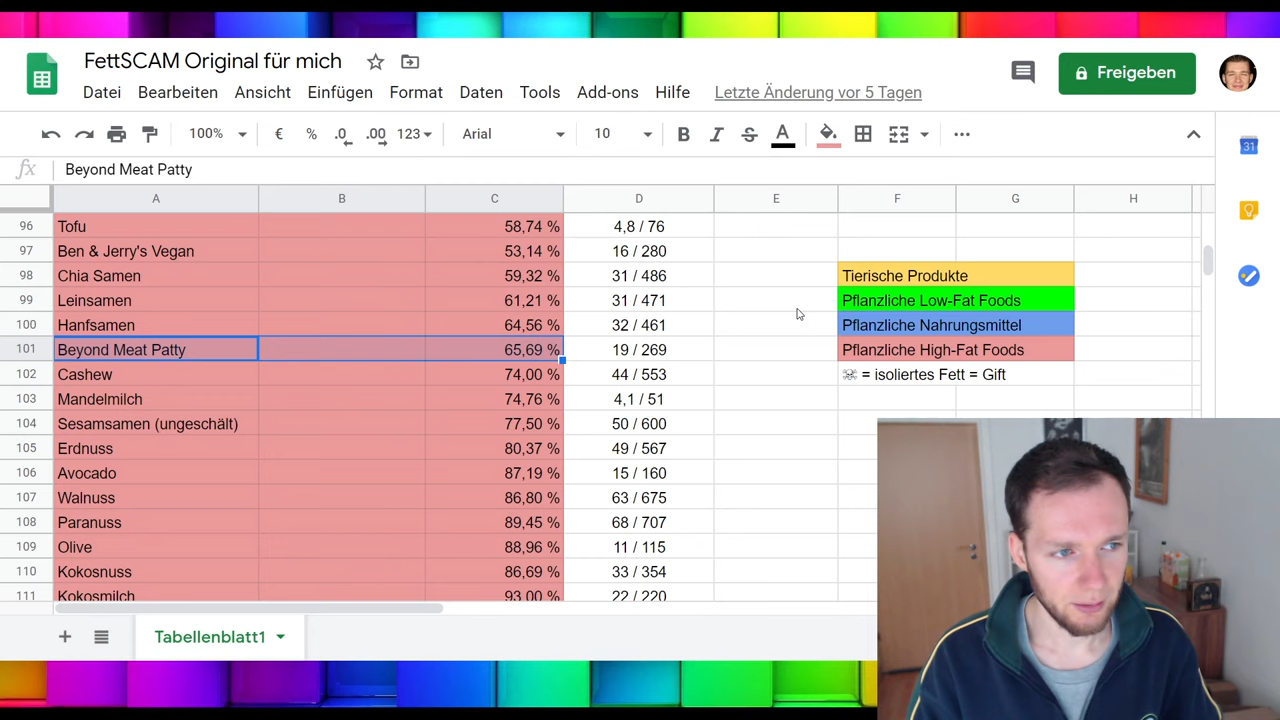 FettSCAM Original für mich
Datei Bearbeiten Ansicht Einfügen Format Daten Tools Add-ons Hilfe Letzte Änderung vor 5 Tagen
Freigeben
100% € % .0 .00 123 Arial 10 B I S A
31
fx Beyond Meat Patty
A B C D E F G H
96 Tofu 58,74 % 4,8 / 76
97 Ben & Jerry's Vegan 53,14 % 16 / 280
98 Chia Samen 59,32 % 31 / 486 Tierische Produkte
99 Leinsamen 61,21 % 31 / 471 Pflanzliche Low-Fat Foods
100 Hanfsamen 64,56 % 32 / 461 Pflanzliche Nahrungsmittel
101 Beyond Meat Patty 65,69 % 19 / 269 Pflanzliche High-Fat Foods
102 Cashew 74,00 % 44 / 553 ☠ = isoliertes Fett = Gift
103 Mandelmilch 74,76 % 4,1 / 51
104 Sesamsamen (ungeschält) 77,50 % 50 / 600
105 Erdnuss 80,37 % 49 / 567
106 Avocado 87,19 % 15 / 160
107 Walnuss 86,80 % 63 / 675
108 Paranuss 89,45 % 68 / 707
109 Olive 88,96 % 11 / 115
110 Kokosnuss 86,69 % 33 / 354
111 Kokosmilch 93,00 % 22 / 220
Tabellenblatt1